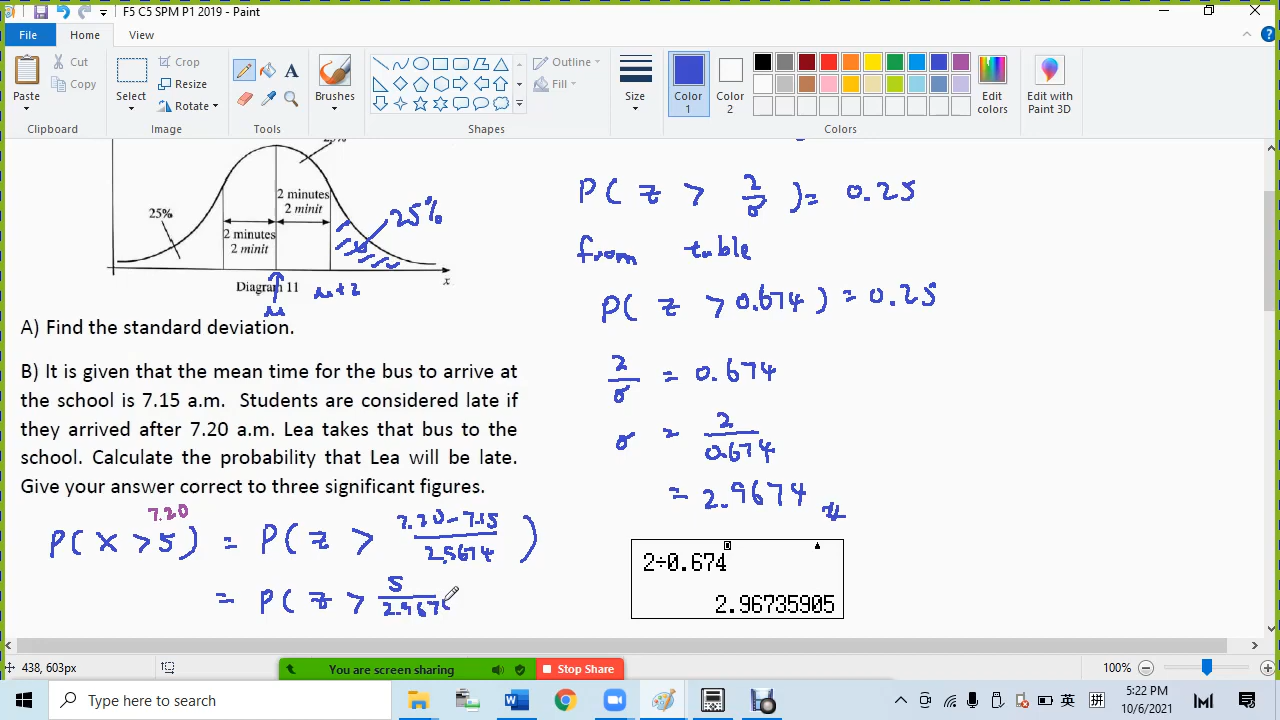 F5 C5 SPM P1 2019 - Paint
File Home View
Paste
Cut
Copy
Clipboard
Select
Crop
Resize
Rotate
Image
A
Tools
Brushes
Outline
Fill
Shapes
Size
Color 1
Color 2
Edit colors
Colors
Edit with Paint 3D
25%
2 minutes
2 minit
2 minutes
2 minit
25%
x
Diagram 11
μ
μ+2
A) Find the standard deviation.
B) It is given that the mean time for the bus to arrive at
the school is 7.15 a.m. Students are considered late if
they arrived after 7.20 a.m. Lea takes that bus to the
school. Calculate the probability that Lea will be late.
Give your answer correct to three significant figures.
7.20
P( X > 5 ) = P( Z > 7.20 - 7.15 / 2.9674 )
= P( Z > 5 / 2.967
P( Z > 2/σ ) = 0.25
from table
P( Z > 0.674 ) = 0.25
2/σ = 0.674
σ = 2/0.674
= 2.9674 #
2÷0.674
2.96735905
438, 603px
100%
You are screen sharing
Stop Share
Type here to search
英
拼
5:22 PM
10/6/2021